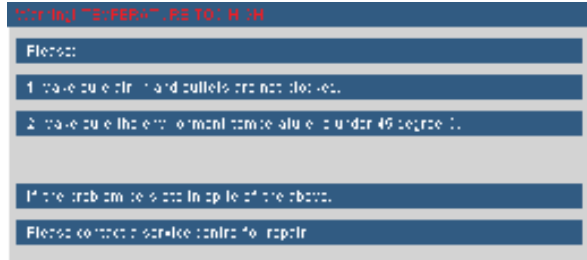 Warning! TEMPERATURE TOO HIGH
Please:
1. Make sure air in and outlets are not blocked.
2. Make sure the environment temperature is under 45 degree C.
If the problem persists in spite of the above,
Please contact a service centre for repair.